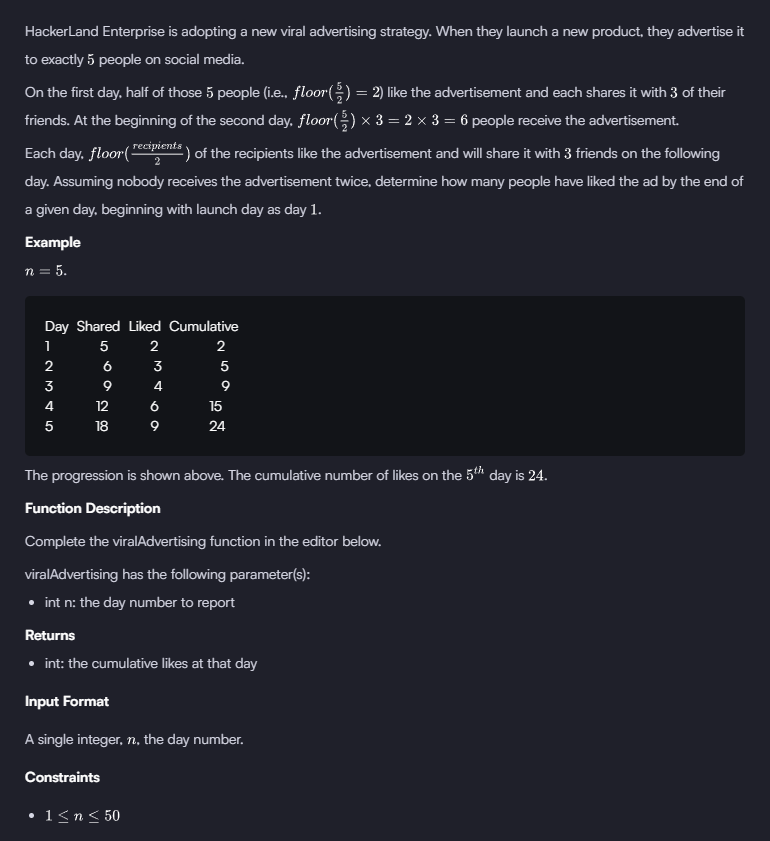 HackerLand Enterprise is adopting a new viral advertising strategy. When they launch a new product, they advertise it
to exactly 5 people on social media.
On the first day, half of those 5 people (i.e., floor(5/2) = 2) like the advertisement and each shares it with 3 of their
friends. At the beginning of the second day, floor(5/2) × 3 = 2 × 3 = 6 people receive the advertisement.
Each day, floor(recipients/2) of the recipients like the advertisement and will share it with 3 friends on the following
day. Assuming nobody receives the advertisement twice, determine how many people have liked the ad by the end of
a given day, beginning with launch day as day 1.
Example
n = 5.
Day Shared Liked Cumulative
1 5 2 2
2 6 3 5
3 9 4 9
4 12 6 15
5 18 9 24
The progression is shown above. The cumulative number of likes on the 5th day is 24.
Function Description
Complete the viralAdvertising function in the editor below.
viralAdvertising has the following parameter(s):
• int n: the day number to report
Returns
• int: the cumulative likes at that day
Input Format
A single integer, n, the day number.
Constraints
• 1 ≤ n ≤ 50